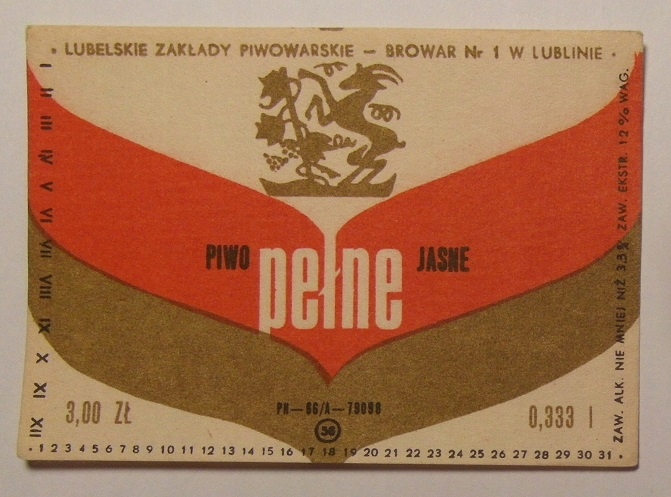 • LUBELSKIE ZAKŁADY PIWOWARSKIE – BROWAR Nr 1 W LUBLINIE •
PIWO pełne JASNE
PN—66/A—79098
36
3,00 ZŁ
0,333 l
I II III IV V VI VII VIII IX X XI XII
• 1 2 3 4 5 6 7 8 9 10 11 12 13 14 15 16 17 18 19 20 21 22 23 24 25 26 27 28 29 30 31 •
ZAW. ALK. NIE MNIEJ NIŻ 3,5% ZAW. EKSTR. 12% WAG.